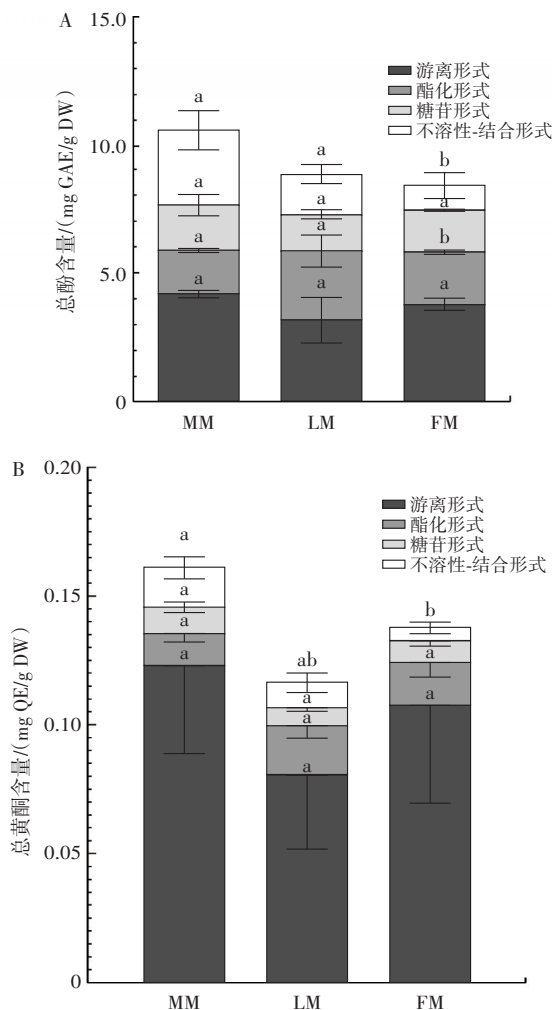 A
15.0
10.0
5.0
0
总酚含量/(mg GAE/g DW)
游离形式
酯化形式
糖苷形式
不溶性-结合形式
a
a
a
a
a
a
a
a
b
a
b
a
MM
LM
FM
B
0.20
0.15
0.10
0.05
0
总黄酮含量/(mg QE/g DW)
游离形式
酯化形式
糖苷形式
不溶性-结合形式
a
a
a
a
ab
a
a
a
b
a
a
MM
LM
FM